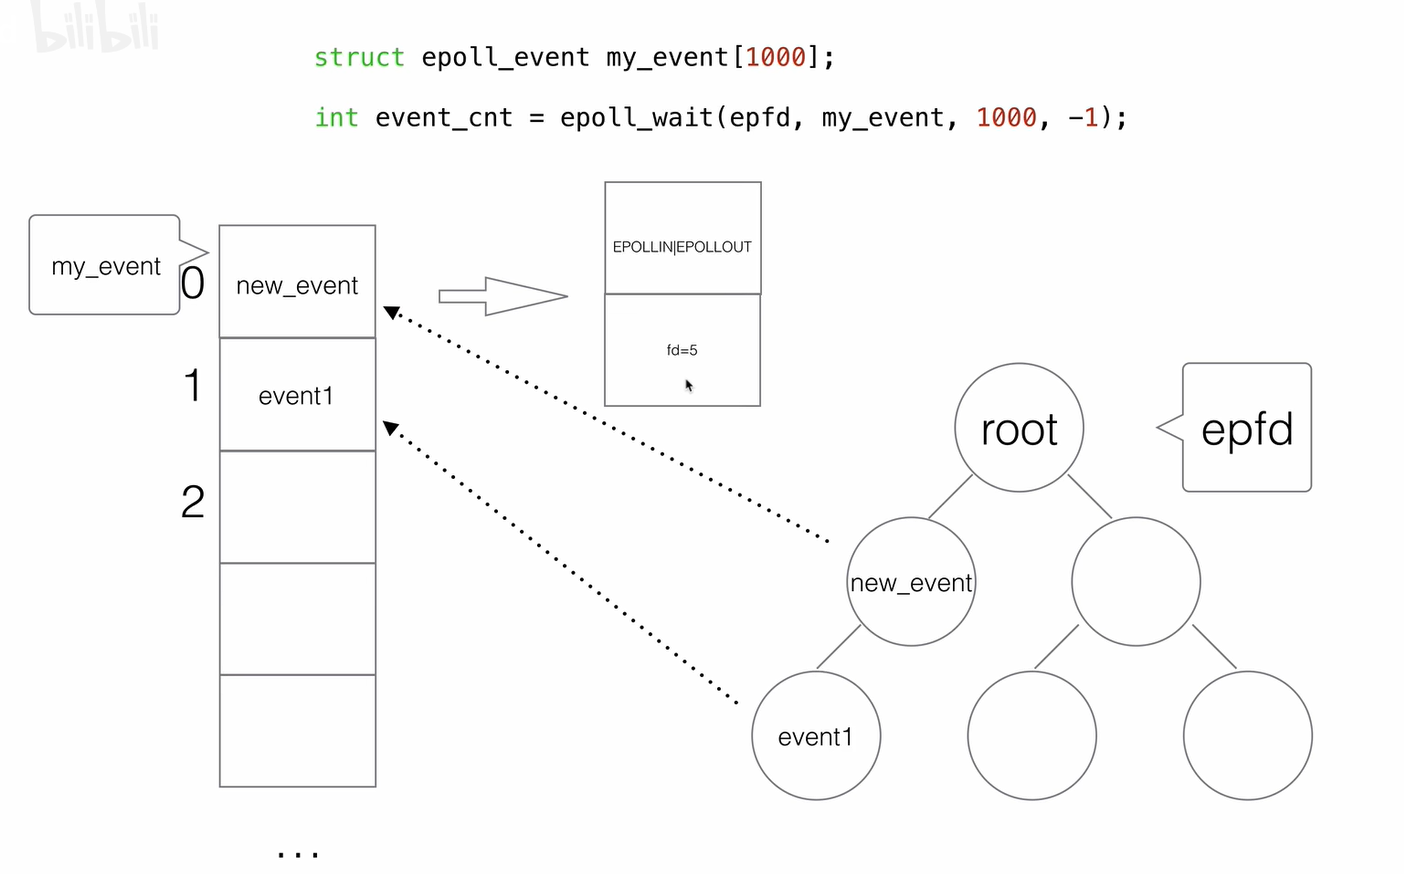 bilibili
struct epoll_event my_event[1000];
int event_cnt = epoll_wait(epfd, my_event, 1000, -1);
my_event
0
new_event
EPOLLIN|EPOLLOUT
1
event1
fd=5
2
root
epfd
new_event
event1
...